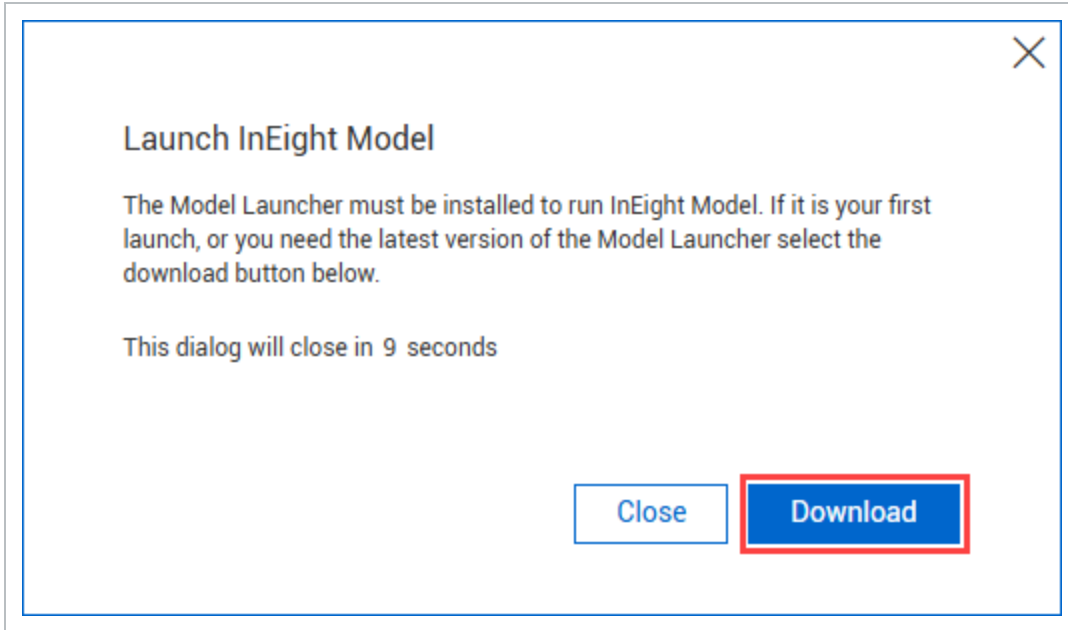 Launch InEight Model
The Model Launcher must be installed to run InEight Model. If it is your first
launch, or you need the latest version of the Model Launcher select the
download button below.
This dialog will close in 9 seconds
Close
Download